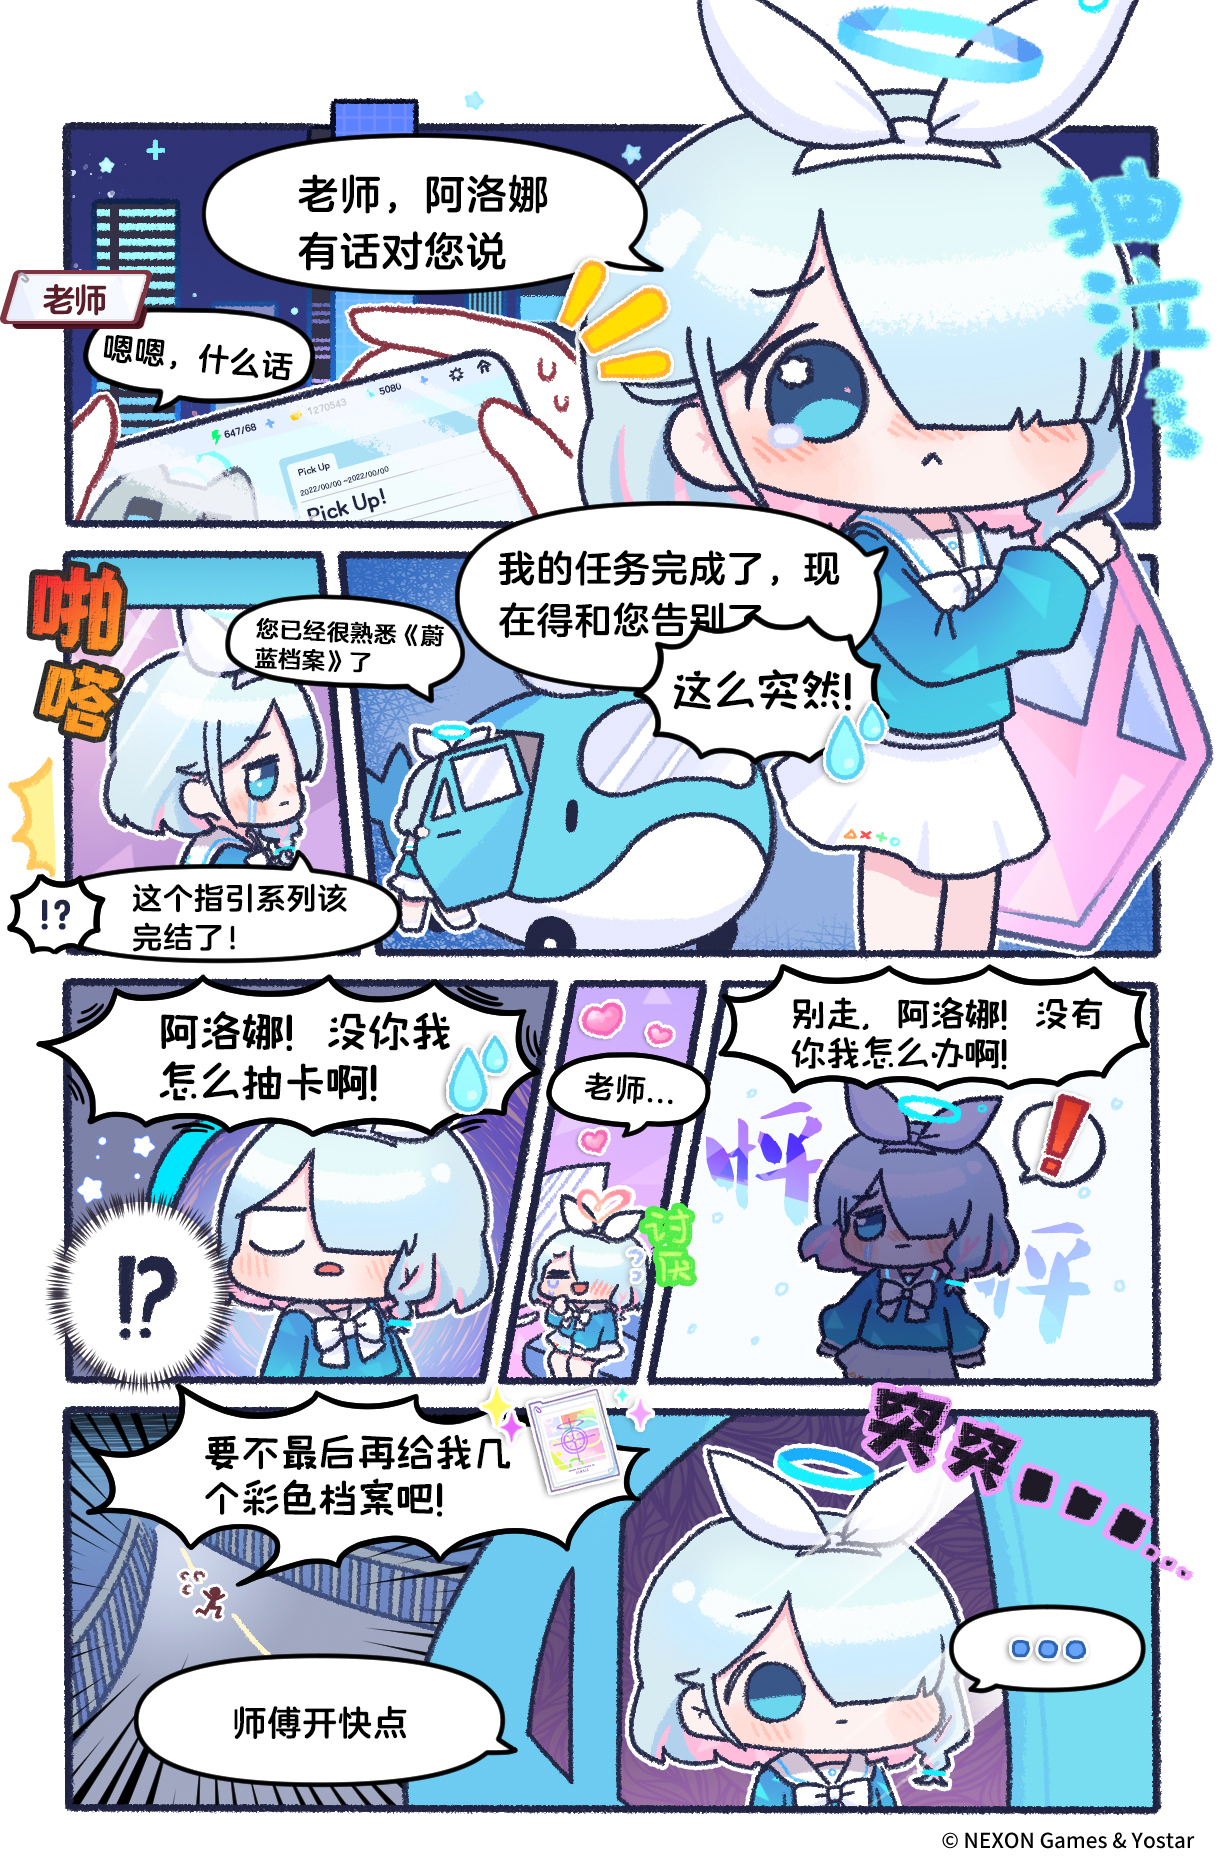 老师，阿洛娜
有话对您说
抽
泣
老师
嗯嗯，什么话
647/68
1270543
5080
Pick Up
2022/00/00 ~2022/00/00
Pick Up!
我的任务完成了，现
在得和您告别了
这么突然!
啪
嗒
您已经很熟悉《蔚
蓝档案》了
!?
这个指引系列该
完结了!
阿洛娜! 没你我
怎么抽卡啊!
!?
老师...
讨
厌
别走，阿洛娜! 没有
你我怎么办啊!
怦
怦
!
要不最后再给我几
个彩色档案吧!
突突
...
师傅开快点
© NEXON Games & Yostar